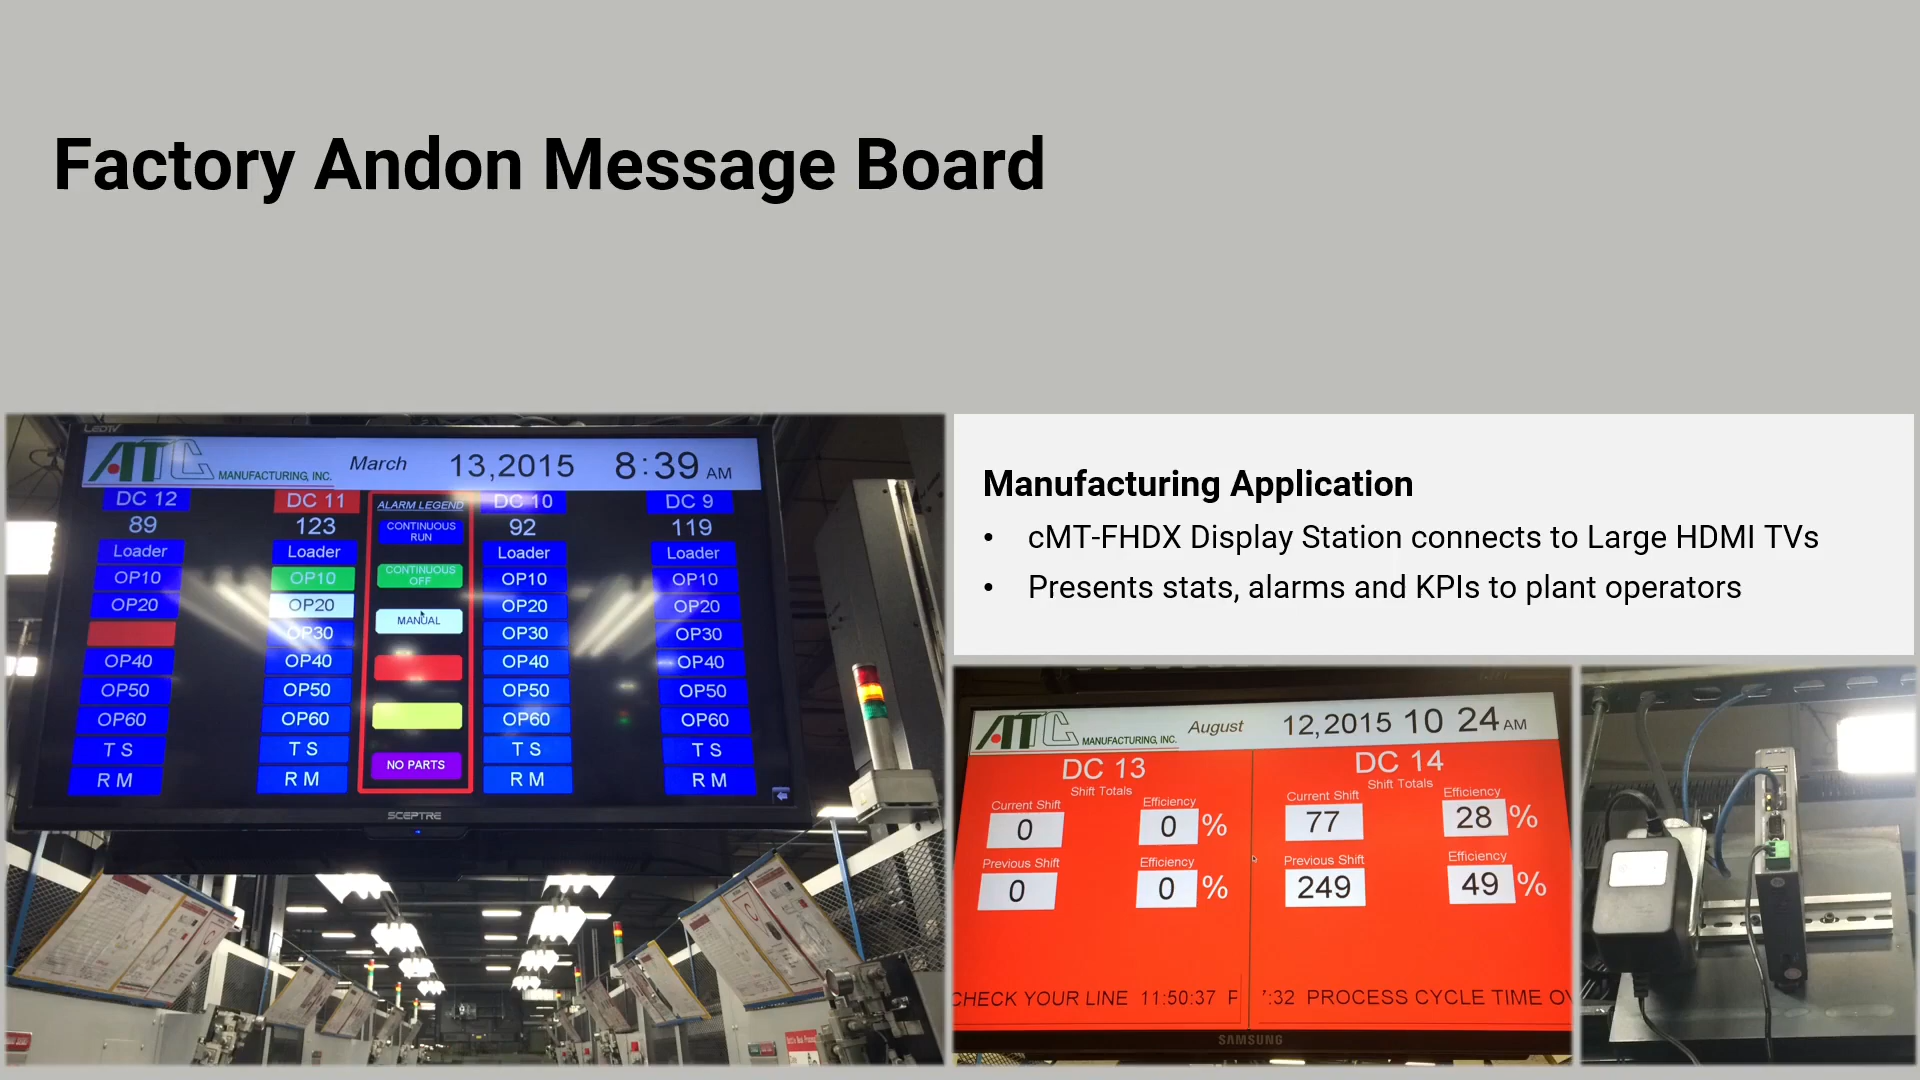 Factory Andon Message Board
LEDTV
ATTC MANUFACTURING, INC. March 13,2015 8:39 AM
DC 12
89
Loader
OP10
OP20
OP40
OP50
OP60
T S
R M
DC 11
123
Loader
OP10
OP20
OP30
OP40
OP50
OP60
T S
R M
ALARM LEGEND
CONTINUOUS
RUN
CONTINUOUS
OFF
MANUAL
NO PARTS
DC 10
92
Loader
OP10
OP20
OP30
OP40
OP50
OP60
T S
R M
DC 9
119
Loader
OP10
OP20
OP30
OP40
OP50
OP60
T S
R M
SCEPTRE
Manufacturing Application
• cMT-FHDX Display Station connects to Large HDMI TVs
• Presents stats, alarms and KPIs to plant operators
ATTC MANUFACTURING, INC. August 12,2015 10 24 AM
DC 13
Shift Totals
Current Shift Efficiency
0 0 %
Previous Shift Efficiency
0 0 %
CHECK YOUR LINE 11:50:37 F
DC 14
Shift Totals
Current Shift Efficiency
77 28 %
Previous Shift Efficiency
249 49 %
7:32 PROCESS CYCLE TIME OV
SAMSUNG